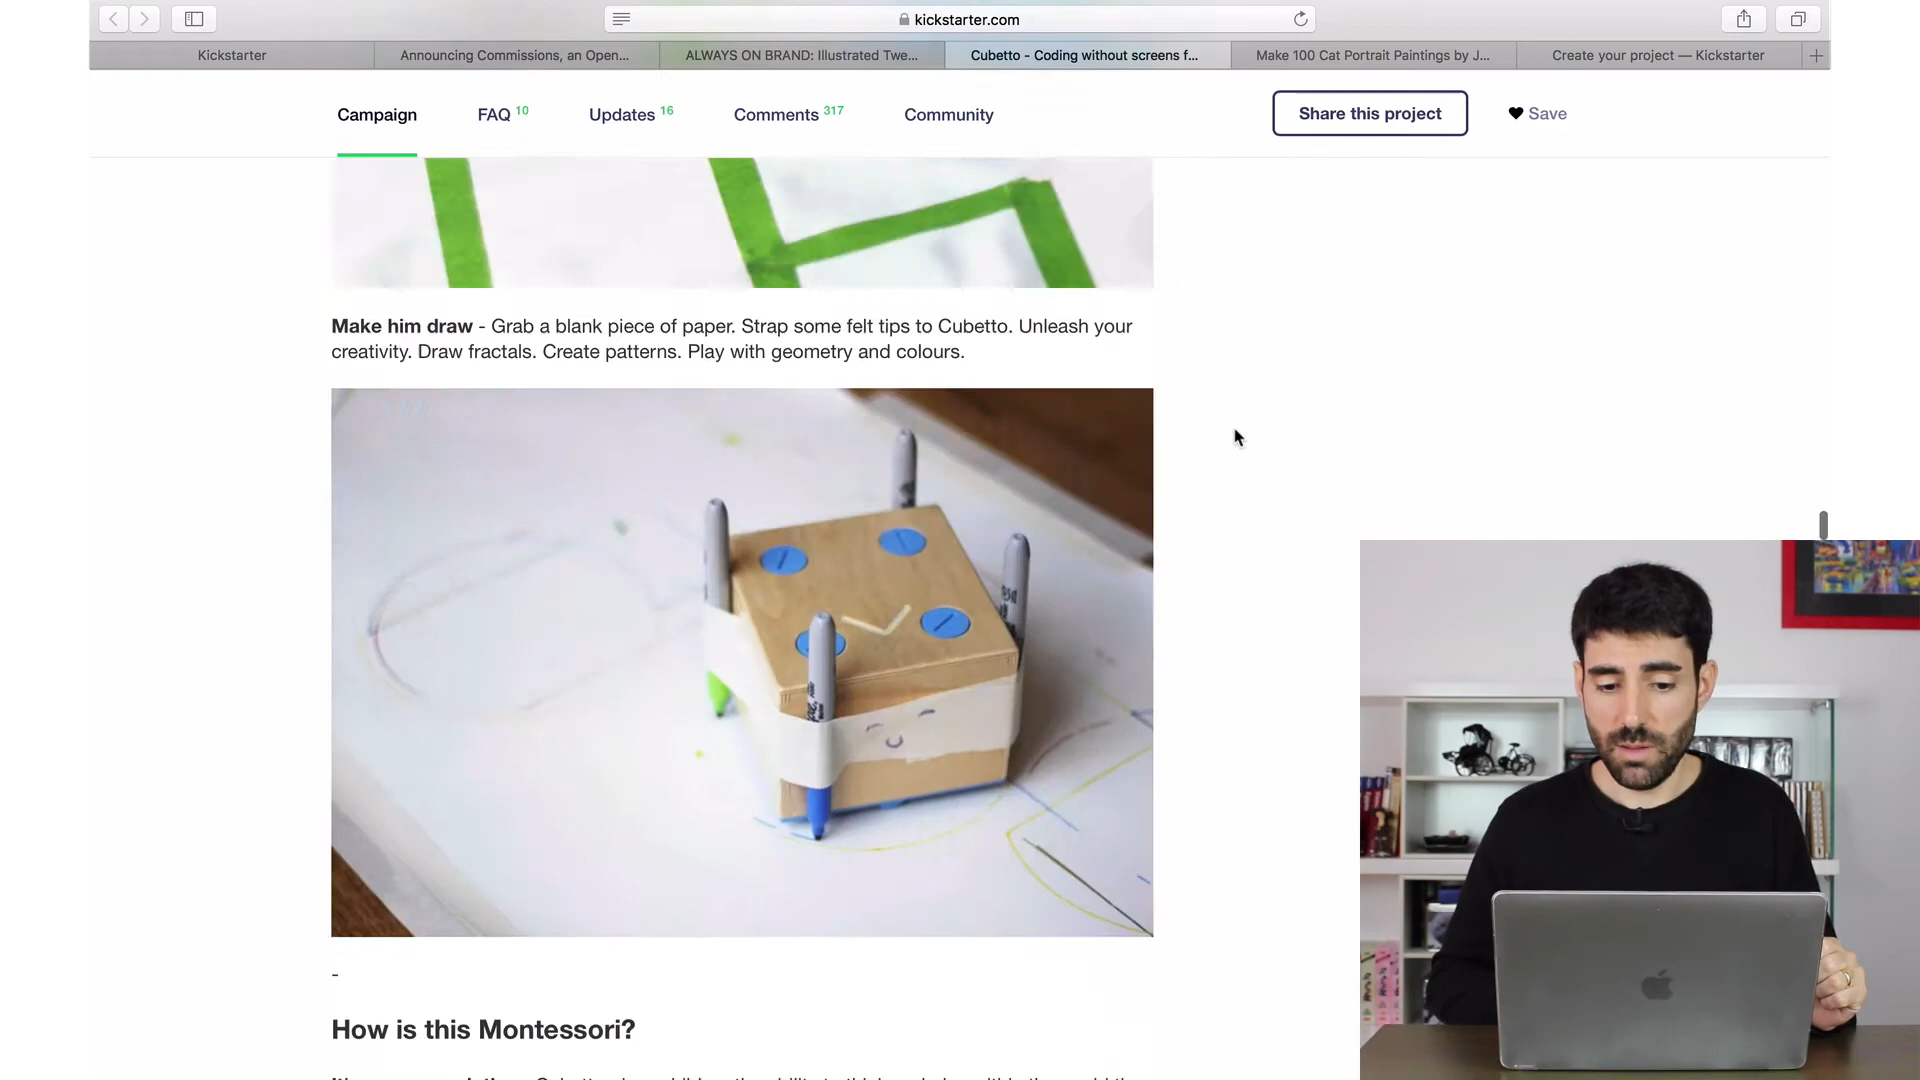 kickstarter.com
Kickstarter
Announcing Commissions, an Open...
ALWAYS ON BRAND: Illustrated Twe...
Cubetto - Coding without screens f...
Make 100 Cat Portrait Paintings by J...
Create your project — Kickstarter
Campaign
FAQ 10
Updates 16
Comments 317
Community
Share this project
Save
Make him draw - Grab a blank piece of paper. Strap some felt tips to Cubetto. Unleash your
creativity. Draw fractals. Create patterns. Play with geometry and colours.
-
How is this Montessori?